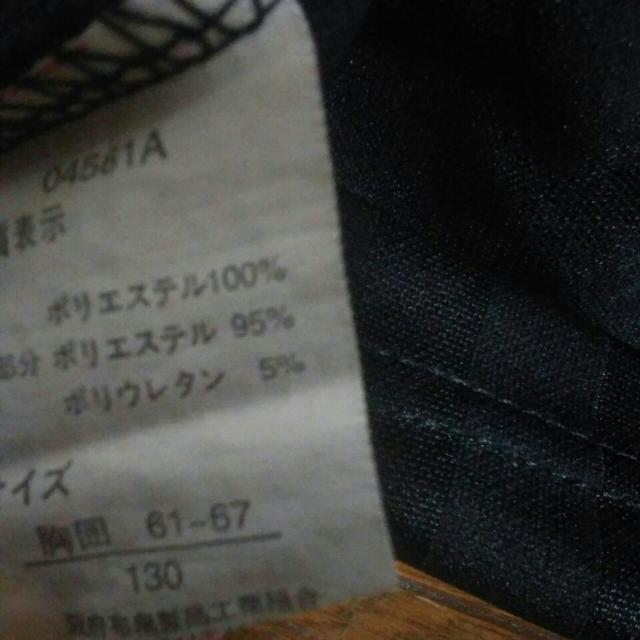 04561A
表示
ポリエステル100%
部分 ポリエステル 95%
ポリウレタン 5%
イズ
胸囲 61-67
130